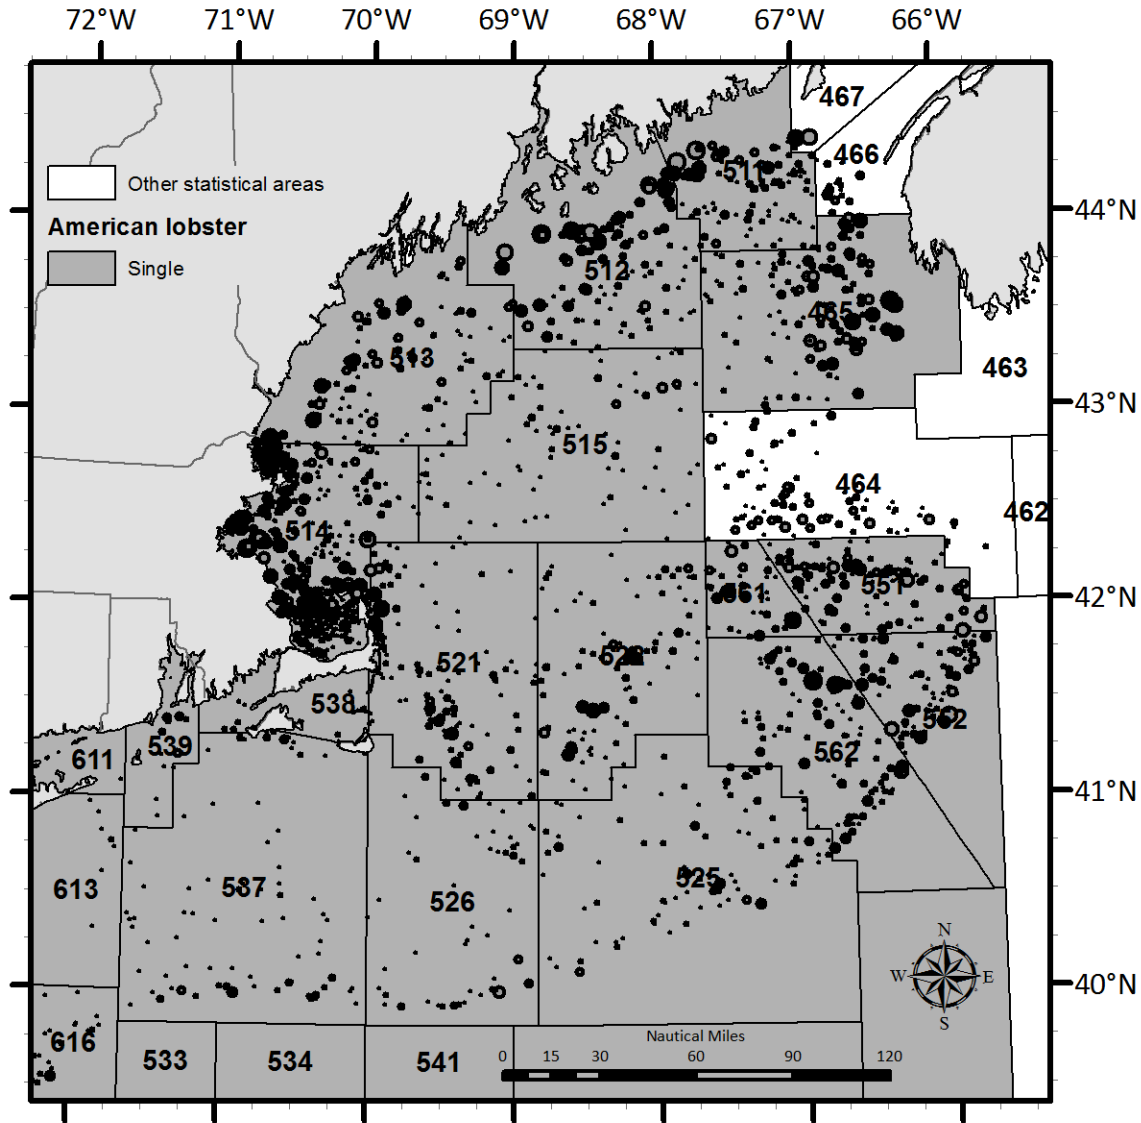 72°W 71°W 70°W 69°W 68°W 67°W 66°W
467
466
511
Other statistical areas
44°N
American lobster
512
Single
465
513
463
43°N
515
464
462
514
551
561
42°N
521
522
538
552
539
562
611
41°N
525
613
537
526
N
W E
S
40°N
616
Nautical Miles
533 534 541
0 15 30 60 90 120